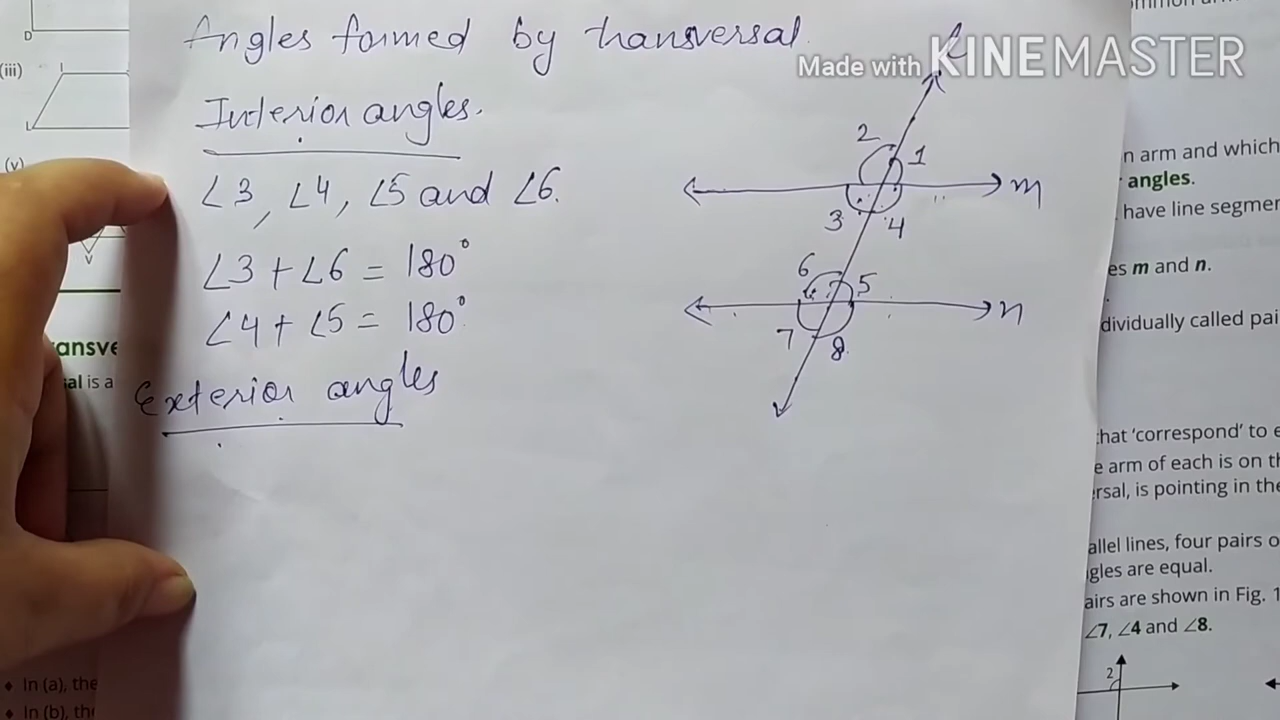 Angles formed by transversal.
Made with KINEMASTER
l
Interior angles.
∠3, ∠4, ∠5 and ∠6.
∠3 + ∠6 = 180°
∠4 + ∠5 = 180°
Exterior angles
2
1
m
3
4
6
5
n
7
8
D
(iii)
(v)
V
al is a
In (a), the
In (b), th
n arm and which
angles.
have line segmen
es m and n.
dividually called pai
that 'correspond' to e
e arm of each is on th
rsal, is pointing in the
allel lines, four pairs o
gles are equal.
airs are shown in Fig. 1
∠7, ∠4 and ∠8.
2